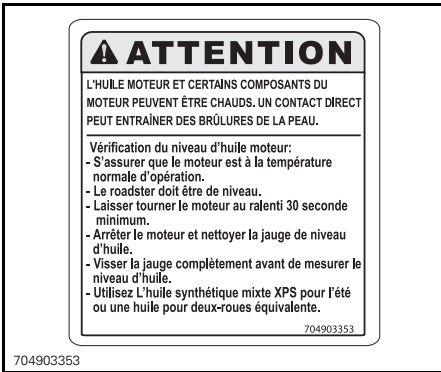 ATTENTION
L'HUILE MOTEUR ET CERTAINS COMPOSANTS DU
MOTEUR PEUVENT ÊTRE CHAUDS. UN CONTACT DIRECT
PEUT ENTRAÎNER DES BRÛLURES DE LA PEAU.
Vérification du niveau d'huile moteur:
- S'assurer que le moteur est à la température
normale d'opération.
- Le roadster doit être de niveau.
- Laisser tourner le moteur au ralenti 30 seconde
minimum.
- Arrêter le moteur et nettoyer la jauge de niveau
d'huile.
- Visser la jauge complètement avant de mesurer le
niveau d'huile.
- Utilisez L'huile synthétique mixte XPS pour l'été
ou une huile pour deux-roues équivalente.
704903353
704903353